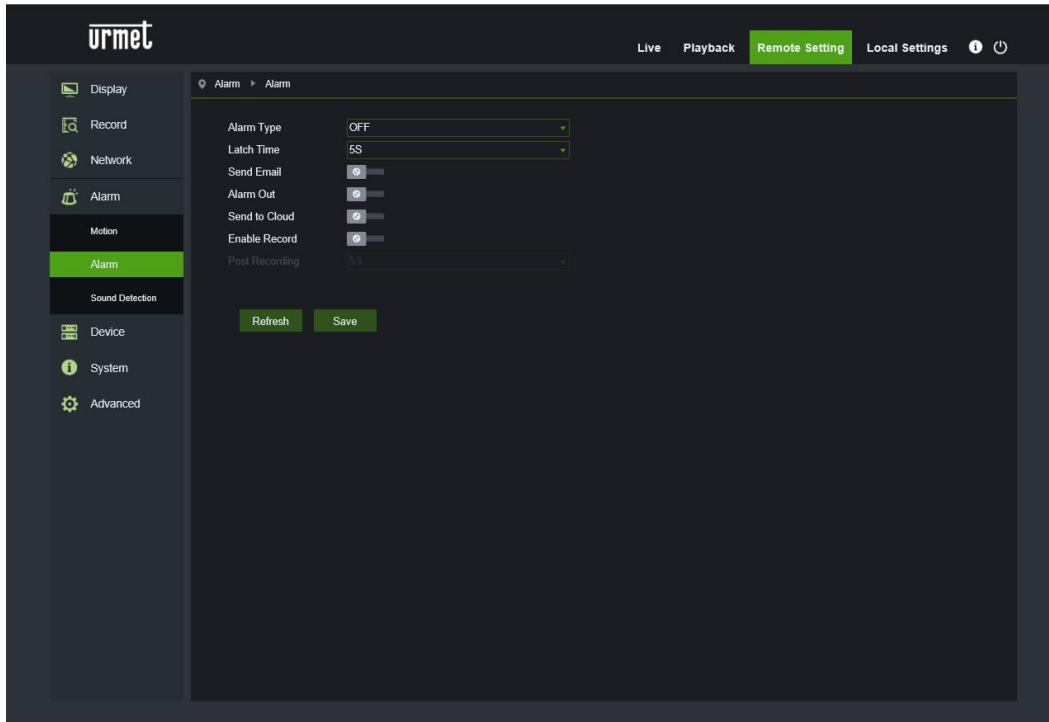 urmet
Live Playback Remote Setting Local Settings
Display
Record
Network
Alarm
Motion
Alarm
Sound Detection
Device
System
Advanced
Alarm Alarm
Alarm Type OFF
Latch Time 5S
Send Email
Alarm Out
Send to Cloud
Enable Record
Post Recording 5S
Refresh Save